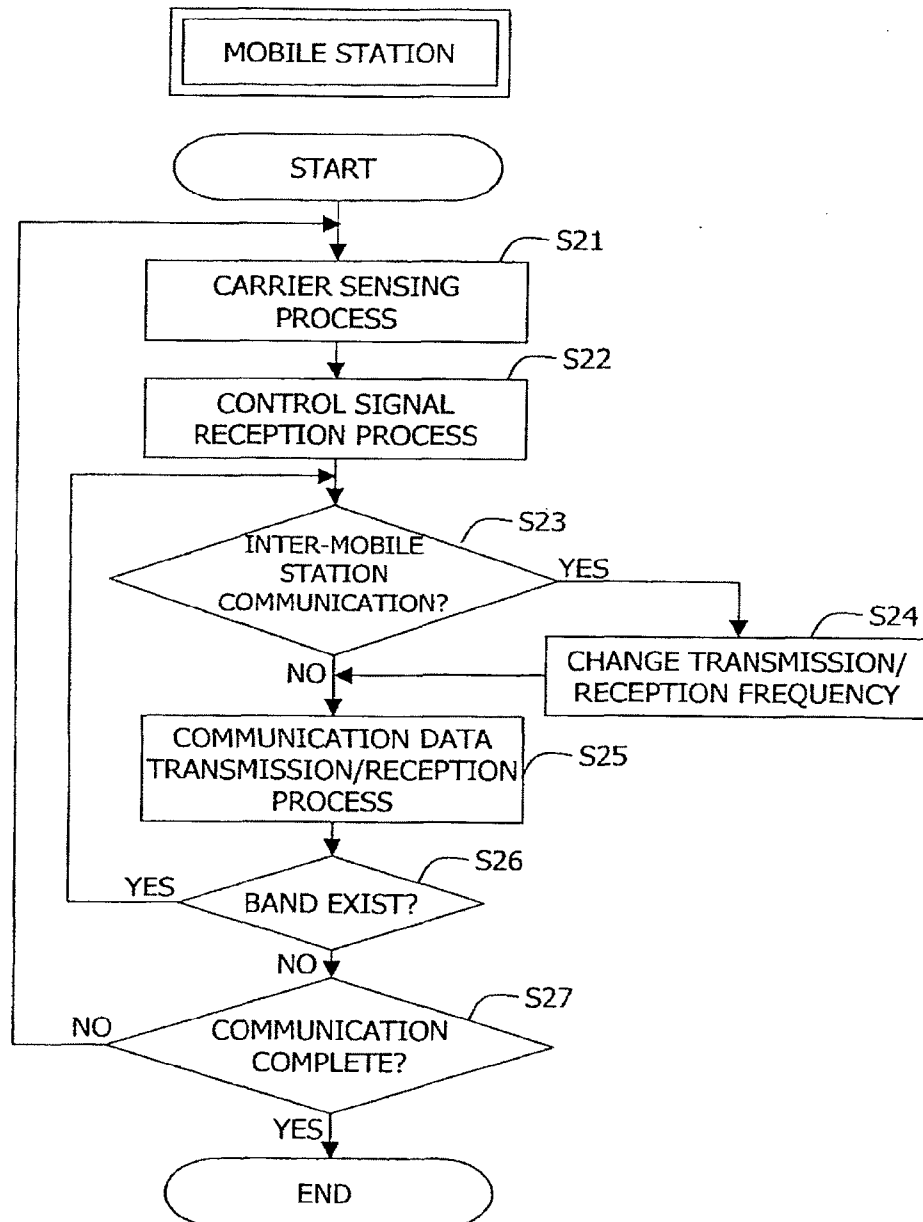 MOBILE STATION
START
S21
CARRIER SENSING
PROCESS
S22
CONTROL SIGNAL
RECEPTION PROCESS
S23
INTER-MOBILE
STATION
COMMUNICATION?
YES
S24
CHANGE TRANSMISSION/
RECEPTION FREQUENCY
NO
COMMUNICATION DATA
TRANSMISSION/RECEPTION
PROCESS
S25
S26
YES
BAND EXIST?
NO
S27
NO
COMMUNICATION
COMPLETE?
YES
END